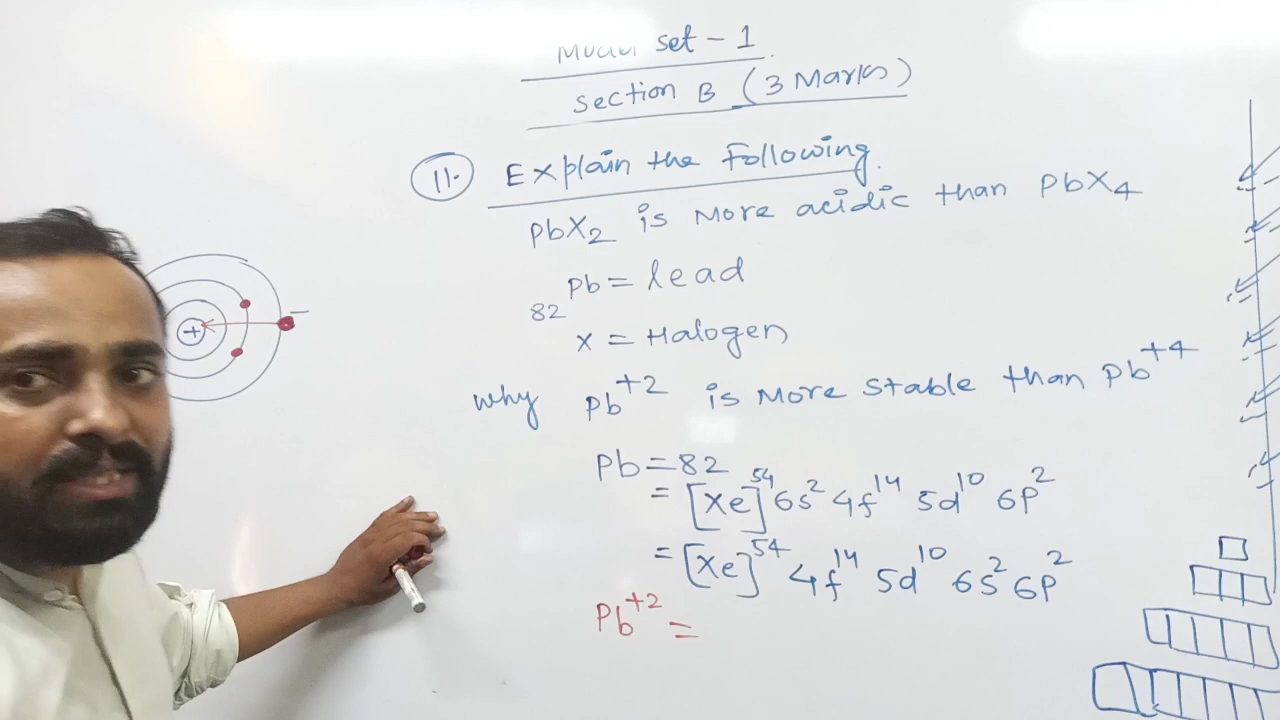 Model set - 1
Section B (3 Marks)
11. Explain the Following
PbX₂ is More acidic than PbX₄
₈₂Pb = lead
X = Halogen
why Pb⁺² is More stable than Pb⁺⁴
Pb = 82
= [Xe]⁵⁴ 6s² 4f¹⁴ 5d¹⁰ 6p²
= [Xe]⁵⁴ 4f¹⁴ 5d¹⁰ 6s² 6p²
Pb⁺² =
+
−